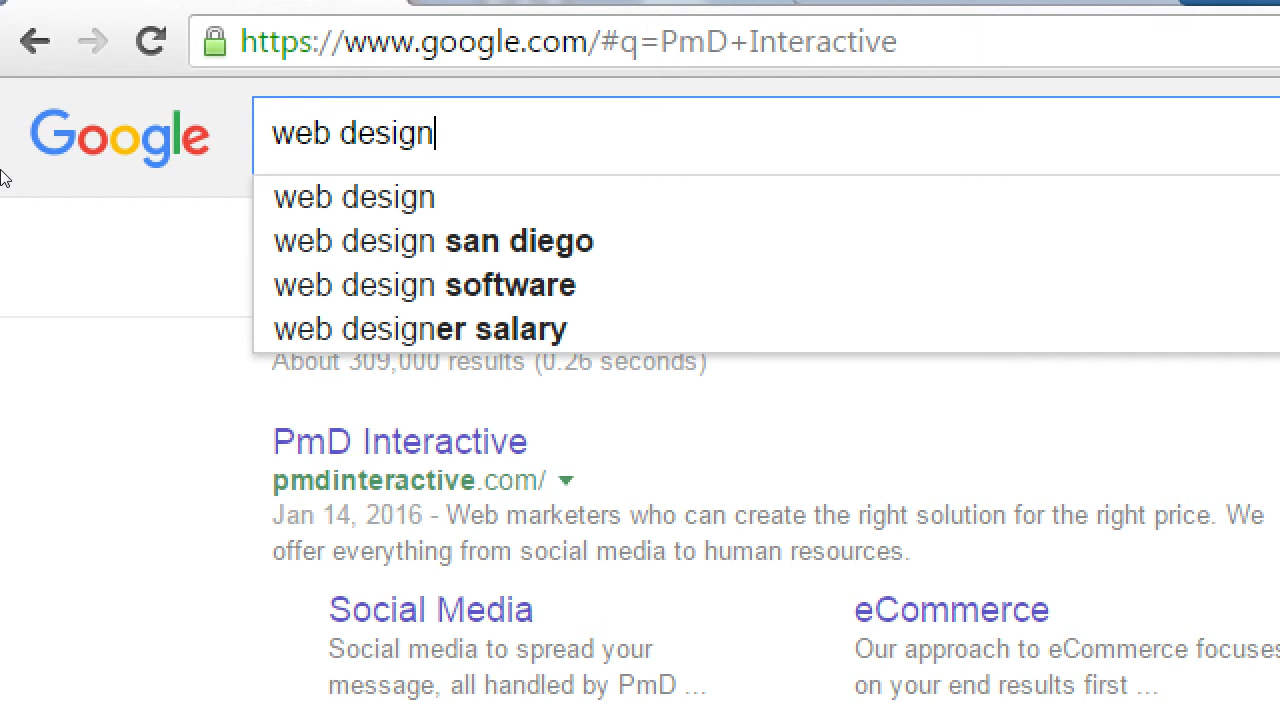 https://www.google.com/#q=PmD+Interactive
Google
web design
web design
web design san diego
web design software
web designer salary
About 309,000 results (0.26 seconds)
PmD Interactive
pmdinteractive.com/
Jan 14, 2016 - Web marketers who can create the right solution for the right price. We
offer everything from social media to human resources.
Social Media
Social media to spread your
message, all handled by PmD ...
eCommerce
Our approach to eCommerce focuses
on your end results first ...